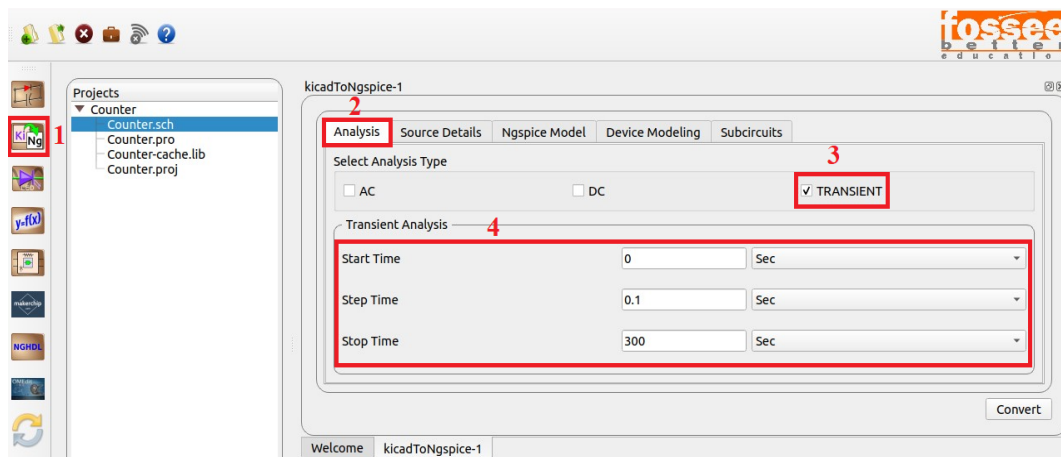 fossee
better
education
Projects
Counter
Counter.sch
Counter.pro
Counter-cache.lib
Counter.proj
Ki Ng
1
y=f(x)
makerchip
NGHDL
kicadToNgspice-1
2
Analysis Source Details Ngspice Model Device Modeling Subcircuits
Select Analysis Type
3
AC DC TRANSIENT
Transient Analysis
4
Start Time 0 Sec
Step Time 0.1 Sec
Stop Time 300 Sec
Convert
Welcome kicadToNgspice-1